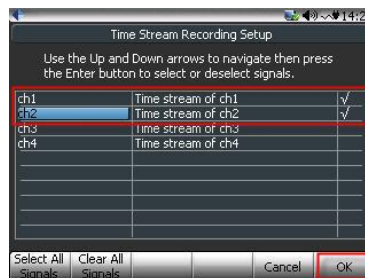 14:2
Time Stream Recording Setup
Use the Up and Down arrows to navigate then press
the Enter button to select or deselect signals.
ch1 Time stream of ch1 √
ch2 Time stream of ch2 √
ch3 Time stream of ch3
ch4 Time stream of ch4
Select All Signals Clear All Signals Cancel OK